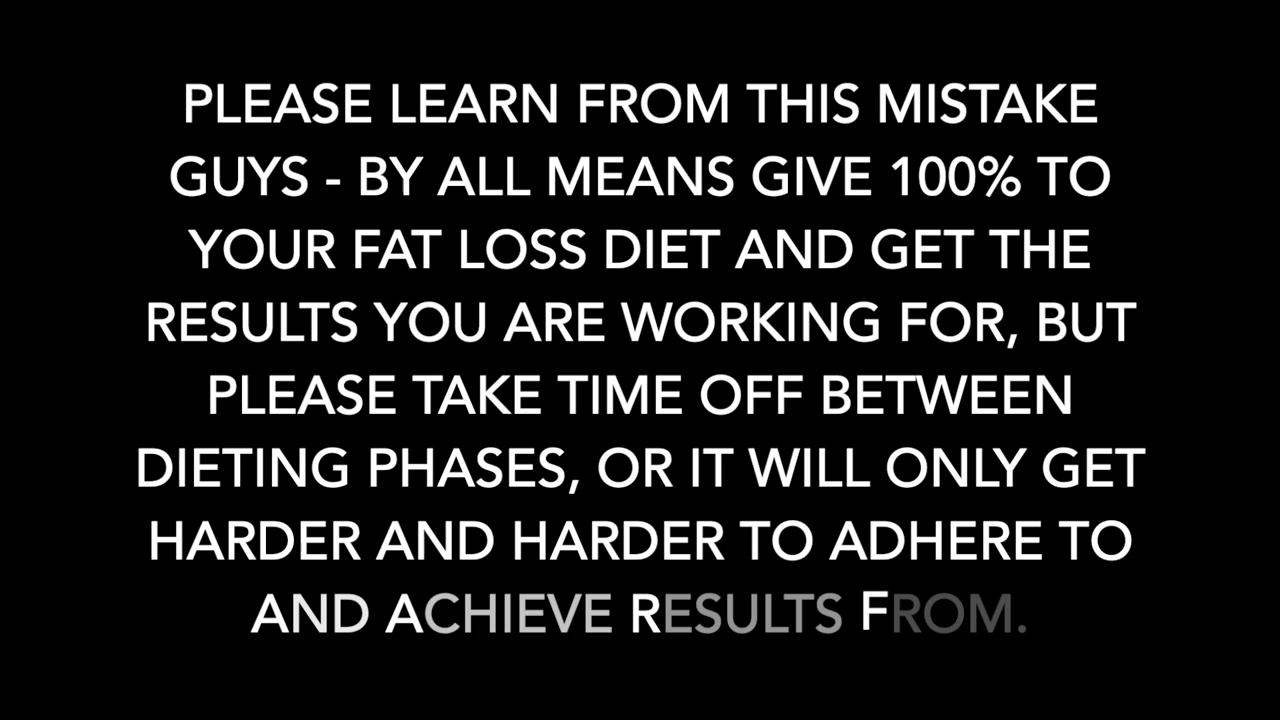 PLEASE LEARN FROM THIS MISTAKE
GUYS - BY ALL MEANS GIVE 100% TO
YOUR FAT LOSS DIET AND GET THE
RESULTS YOU ARE WORKING FOR, BUT
PLEASE TAKE TIME OFF BETWEEN
DIETING PHASES, OR IT WILL ONLY GET
HARDER AND HARDER TO ADHERE TO
AND ACHIEVE RESULTS FROM.